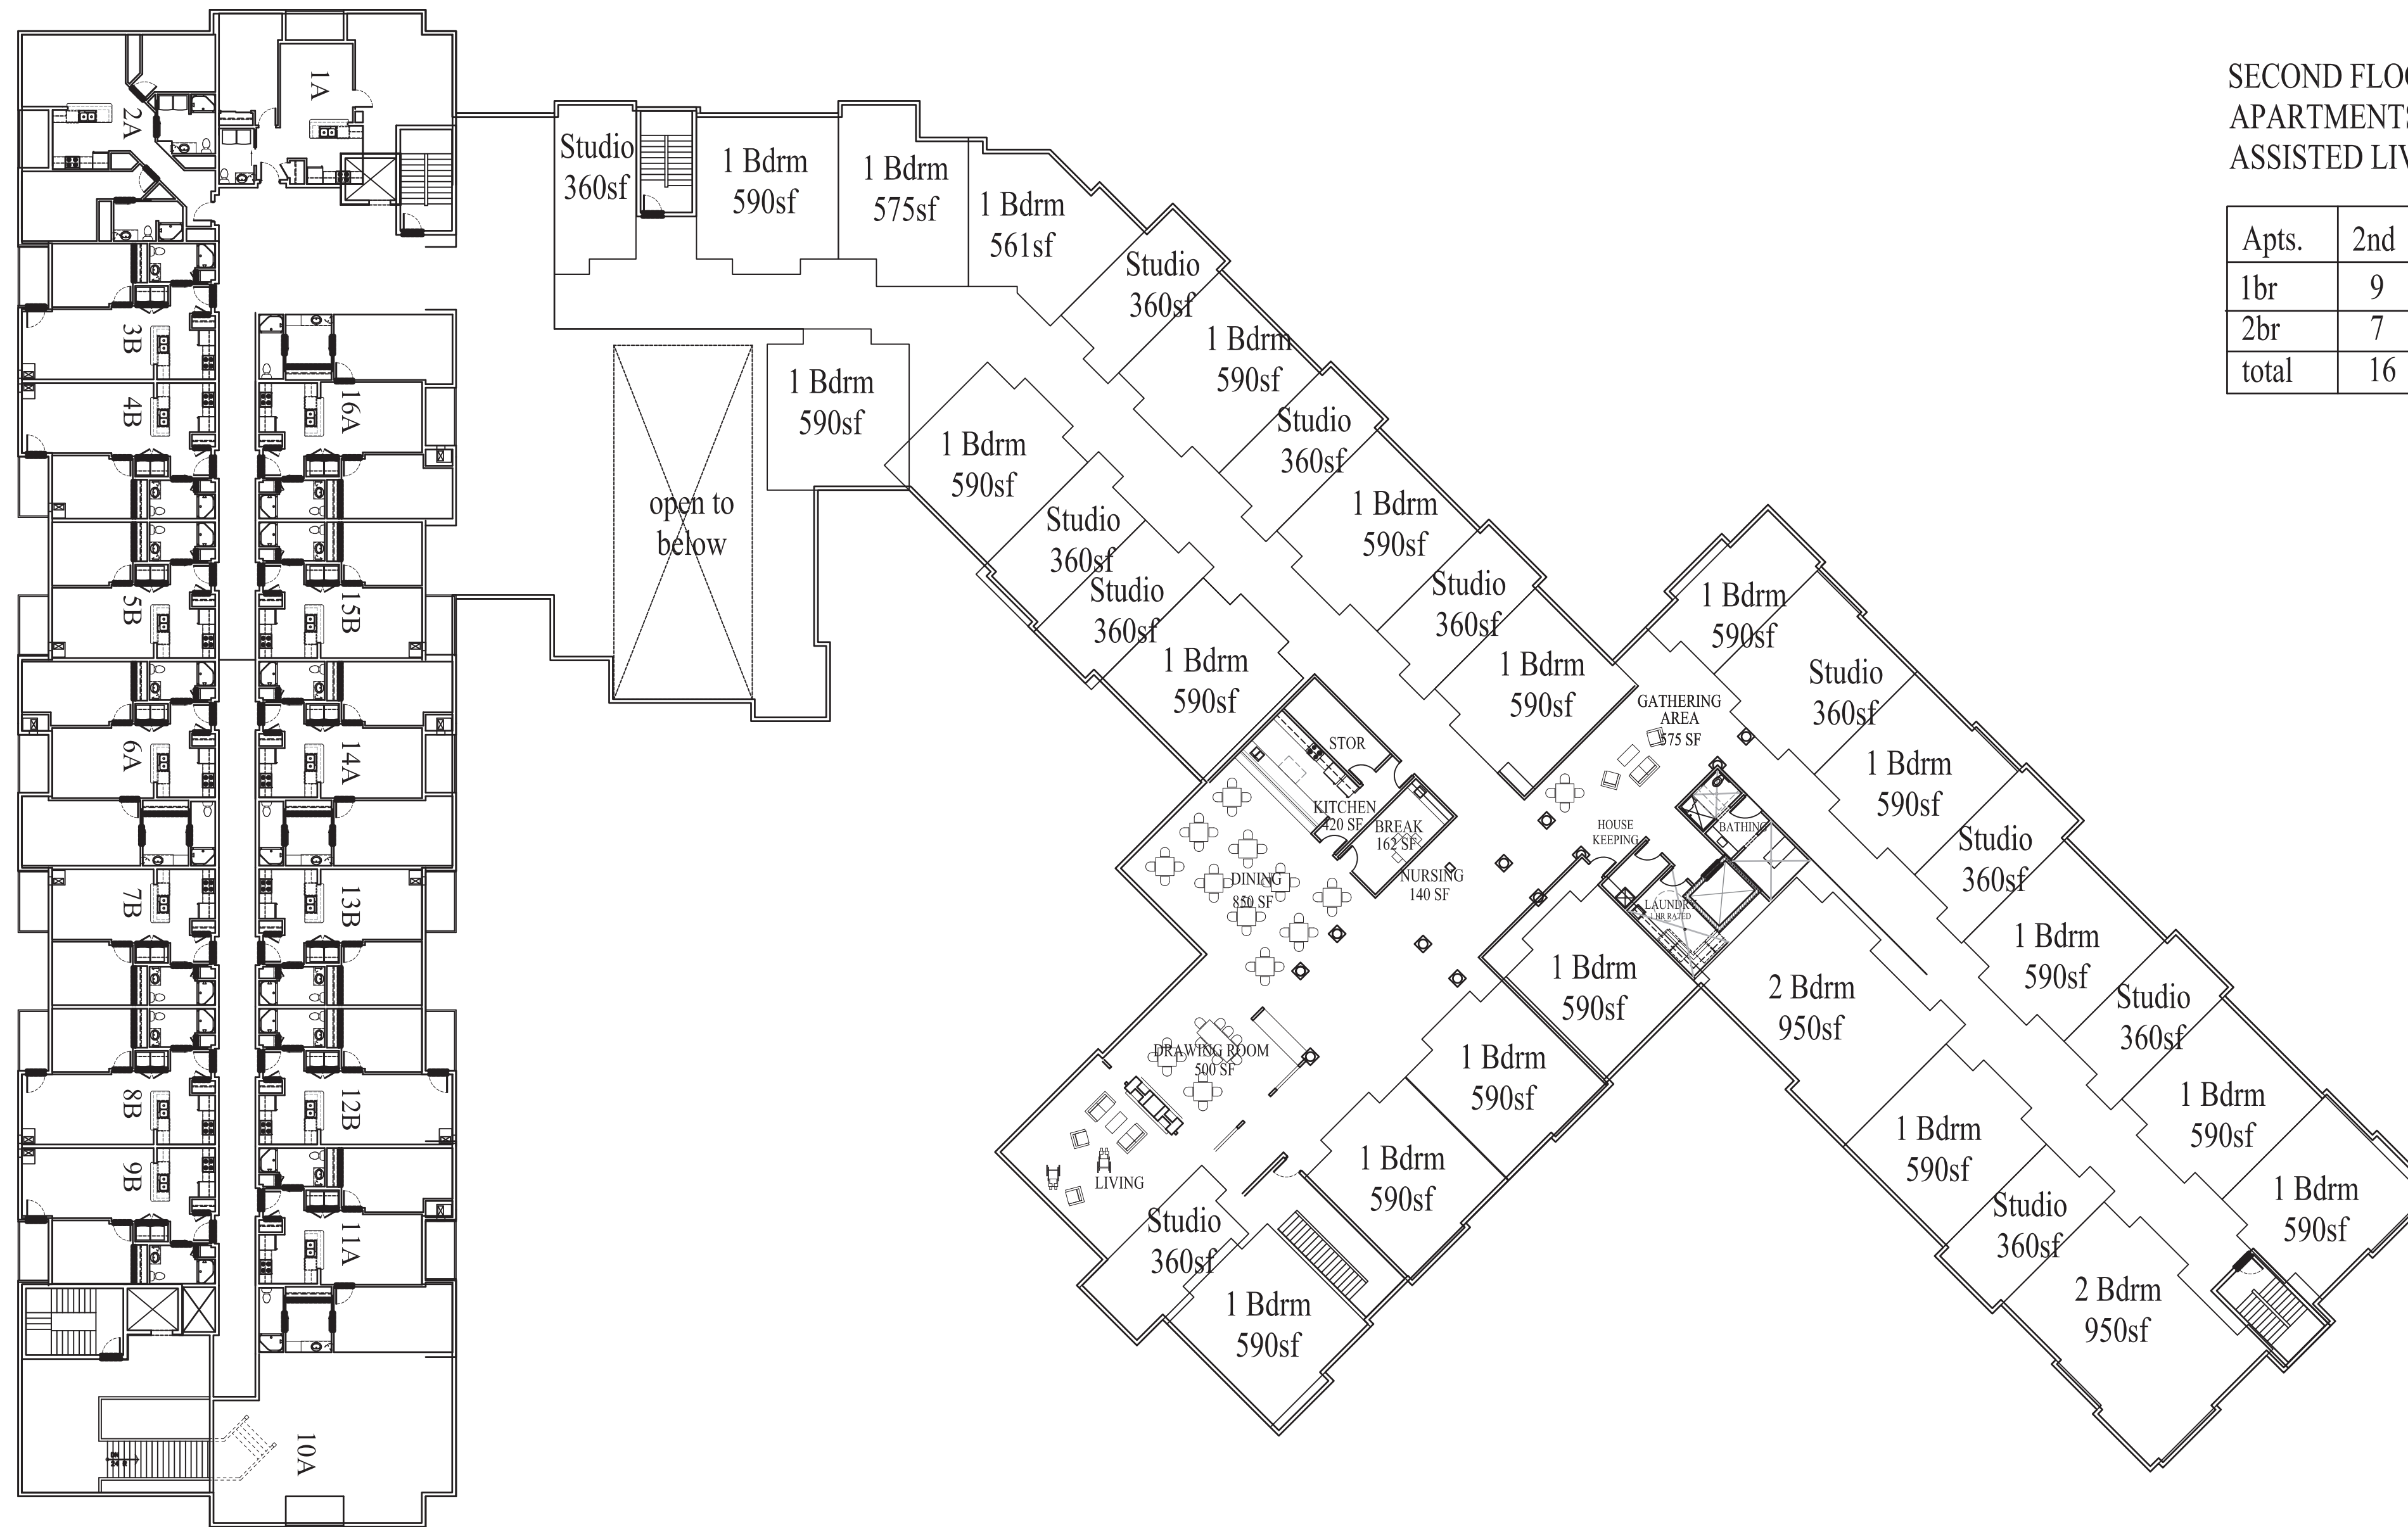 SECOND FLOO
APARTMENTS
ASSISTED LIV
Apts. 2nd
1br 9
2br 7
total 16
1A
2A
3B
4B
5B
6A
7B
8B
9B
10A
11A
12B
13B
14A
15B
16A
DN
24 R
Studio
360sf
1 Bdrm
590sf
1 Bdrm
575sf
1 Bdrm
561sf
Studio
360sf
1 Bdrm
590sf
Studio
360sf
1 Bdrm
590sf
Studio
360sf
1 Bdrm
590sf
open to
below
1 Bdrm
590sf
1 Bdrm
590sf
Studio
360sf
Studio
360sf
1 Bdrm
590sf
STOR
KITCHEN
420 SF
BREAK
162 SF
NURSING
140 SF
DINING
850 SF
DRAWING ROOM
500 SF
LIVING
GATHERING
AREA
575 SF
HOUSE
KEEPING
BATHING
LAUNDRY
1 HR RATED
1 Bdrm
590sf
Studio
360sf
1 Bdrm
590sf
Studio
360sf
1 Bdrm
590sf
Studio
360sf
1 Bdrm
590sf
1 Bdrm
590sf
2 Bdrm
950sf
1 Bdrm
590sf
Studio
360sf
2 Bdrm
950sf
1 Bdrm
590sf
1 Bdrm
590sf
1 Bdrm
590sf
Studio
360sf
1 Bdrm
590sf